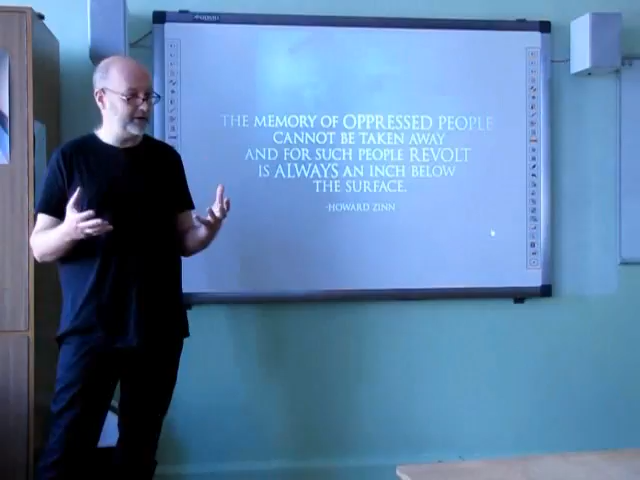 THE MEMORY OF OPPRESSED PEOPLE
CANNOT BE TAKEN AWAY
AND FOR SUCH PEOPLE REVOLT
IS ALWAYS AN INCH BELOW
THE SURFACE.
-HOWARD ZINN